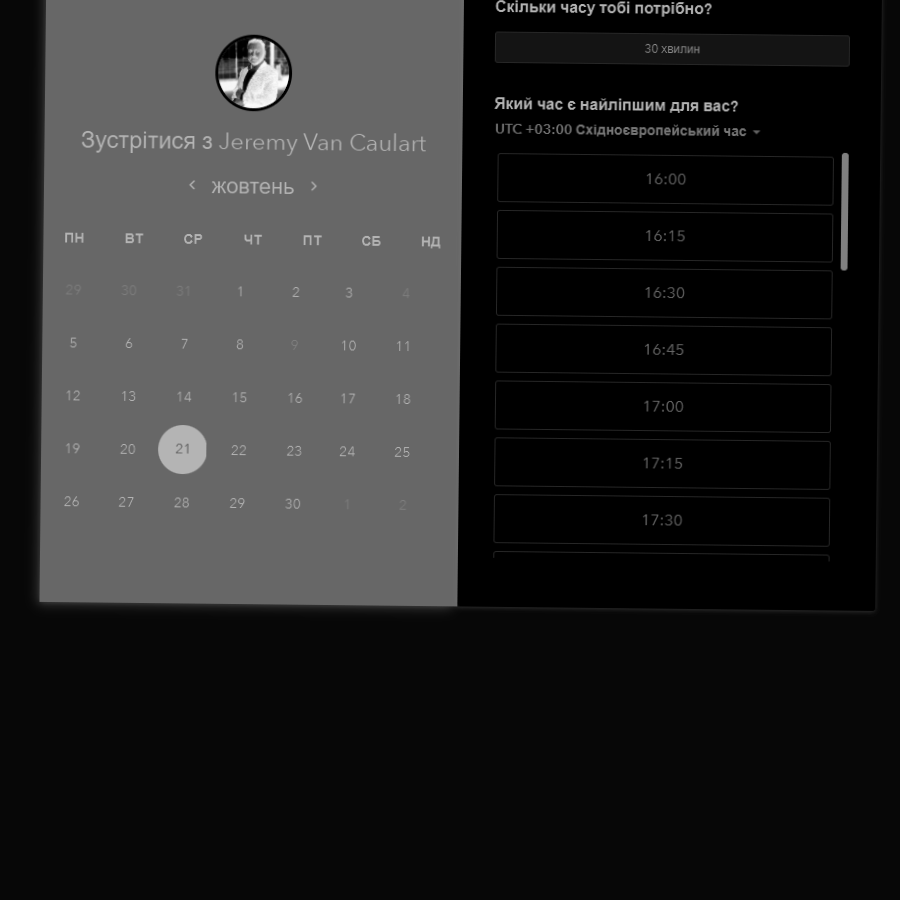 Зустрітися з Jeremy Van Caulart
жовтень
ПН ВТ СР ЧТ ПТ СБ НД
29 30 31 1 2 3 4
5 6 7 8 9 10 11
12 13 14 15 16 17 18
19 20 21 22 23 24 25
26 27 28 29 30 1 2
Скільки часу тобі потрібно?
30 хвилин
Який час є найліпшим для вас?
UTC +03:00 Східноєвропейський час
16:00
16:15
16:30
16:45
17:00
17:15
17:30